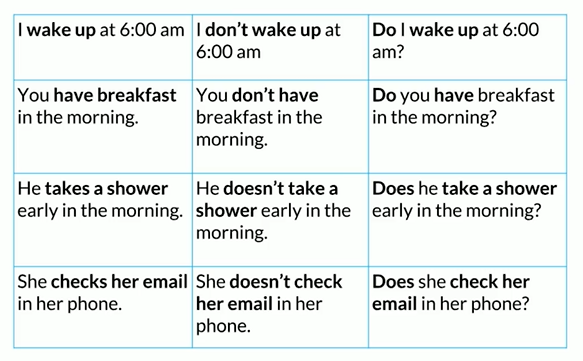 I wake up at 6:00 am
I don't wake up at
6:00 am
Do I wake up at 6:00
am?
You have breakfast
in the morning.
You don't have
breakfast in the
morning.
Do you have breakfast
in the morning?
He takes a shower
early in the morning.
He doesn't take a
shower early in the
morning.
Does he take a shower
early in the morning?
She checks her email
in her phone.
She doesn't check
her email in her
phone.
Does she check her
email in her phone?